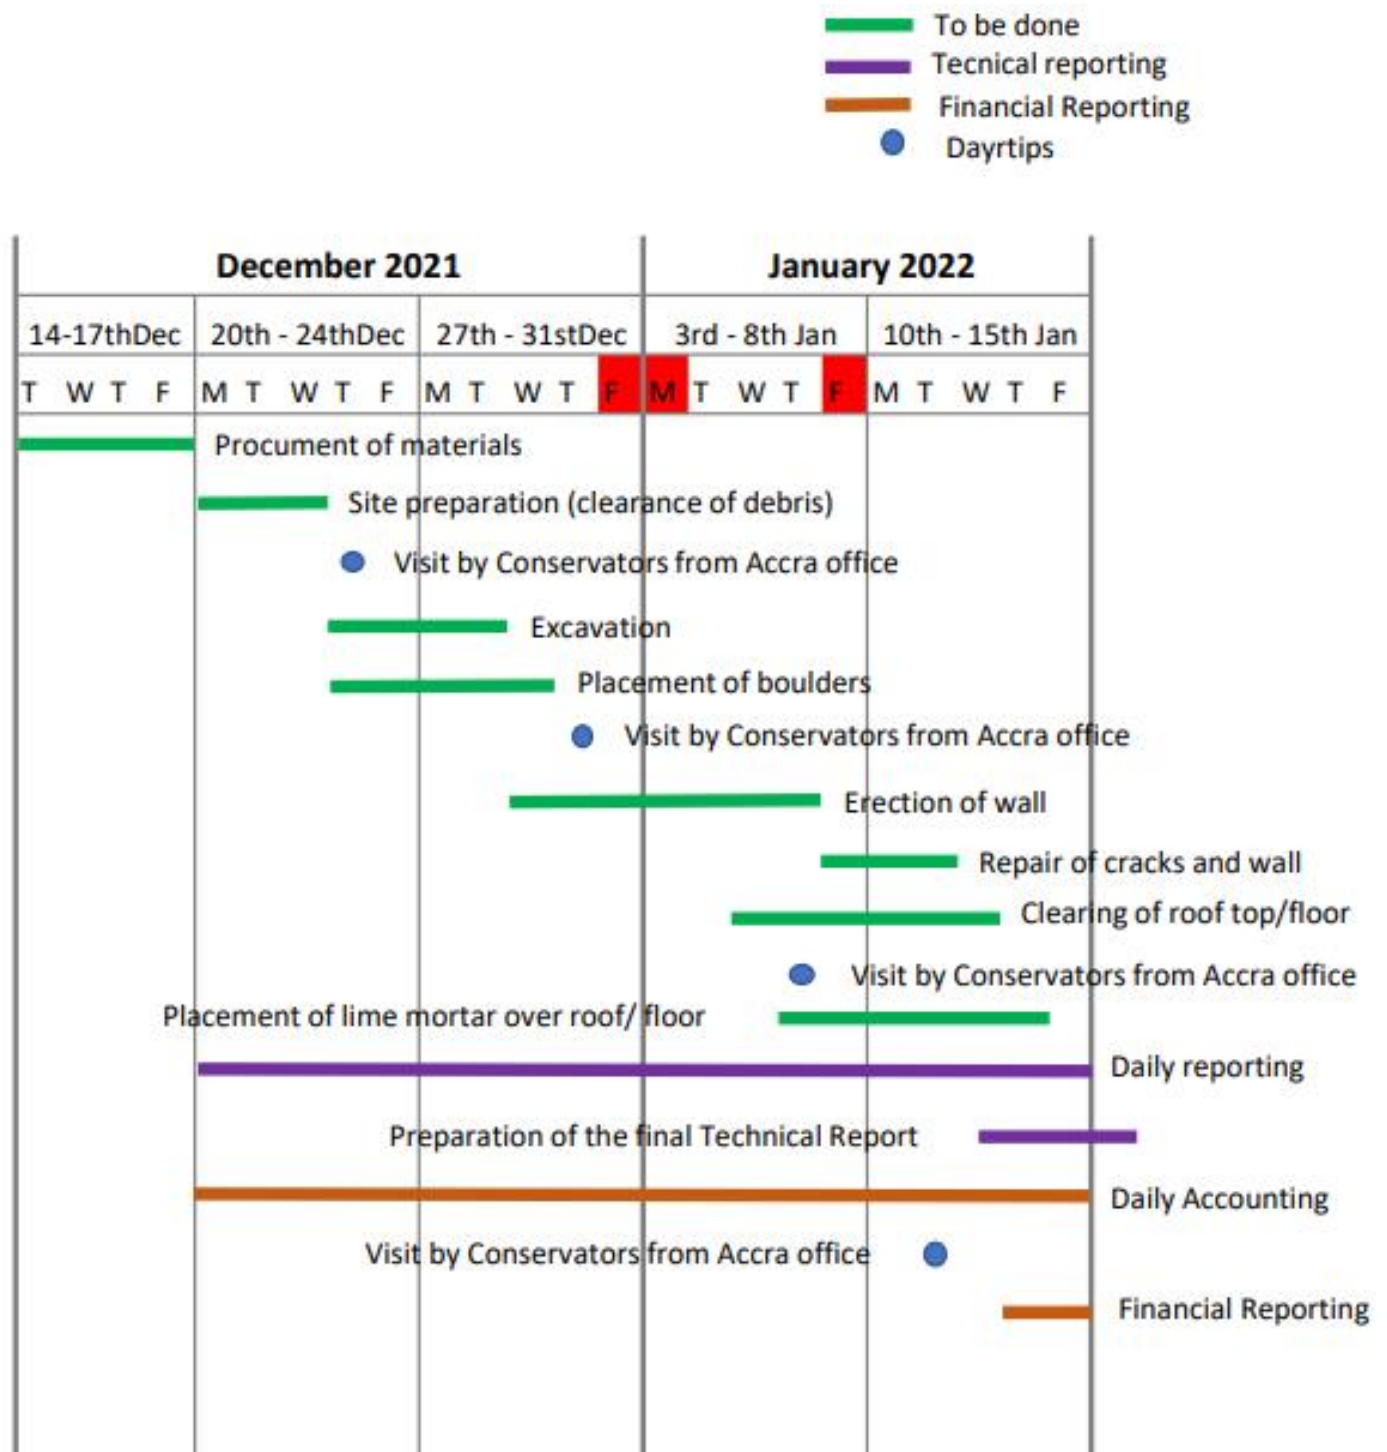 To be done
Tecnical reporting
Financial Reporting
Dayrtips
December 2021 January 2022
14-17thDec 20th - 24thDec 27th - 31stDec 3rd - 8th Jan 10th - 15th Jan
T W T F M T W T F M T W T F M T W T F M T W T F
Procument of materials
Site preparation (clearance of debris)
Visit by Conservators from Accra office
Excavation
Placement of boulders
Visit by Conservators from Accra office
Erection of wall
Repair of cracks and wall
Clearing of roof top/floor
Visit by Conservators from Accra office
Placement of lime mortar over roof/ floor
Daily reporting
Preparation of the final Technical Report
Daily Accounting
Visit by Conservators from Accra office
Financial Reporting